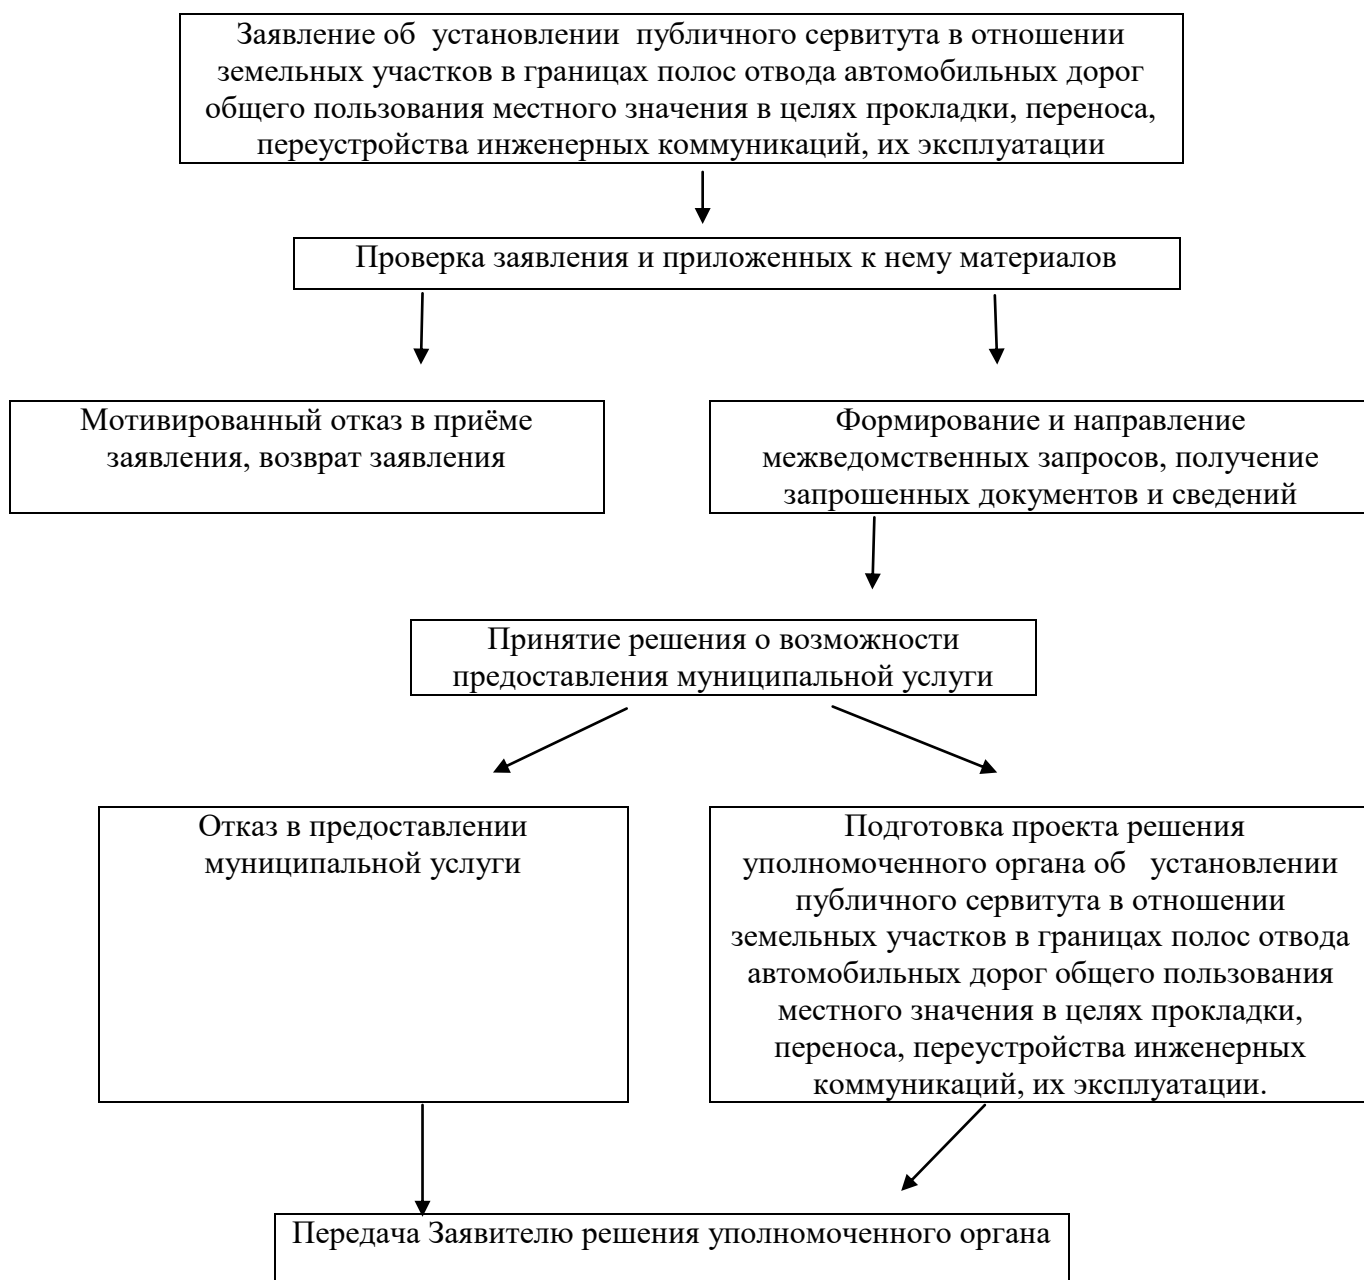 Заявление об  установлении  публичного сервитута в отношении
земельных участков в границах полос отвода автомобильных дорог
общего пользования местного значения в целях прокладки, переноса,
переустройства инженерных коммуникаций, их эксплуатации
Проверка заявления и приложенных к нему материалов
Мотивированный отказ в приёме
заявления, возврат заявления
Формирование и направление
межведомственных запросов, получение
запрошенных документов и сведений
Принятие решения о возможности
предоставления муниципальной услуги
Отказ в предоставлении
муниципальной услуги
Подготовка проекта решения
уполномоченного органа об   установлении
публичного сервитута в отношении
земельных участков в границах полос отвода
автомобильных дорог общего пользования
местного значения в целях прокладки,
переноса, переустройства инженерных
коммуникаций, их эксплуатации.
Передача Заявителю решения уполномоченного органа